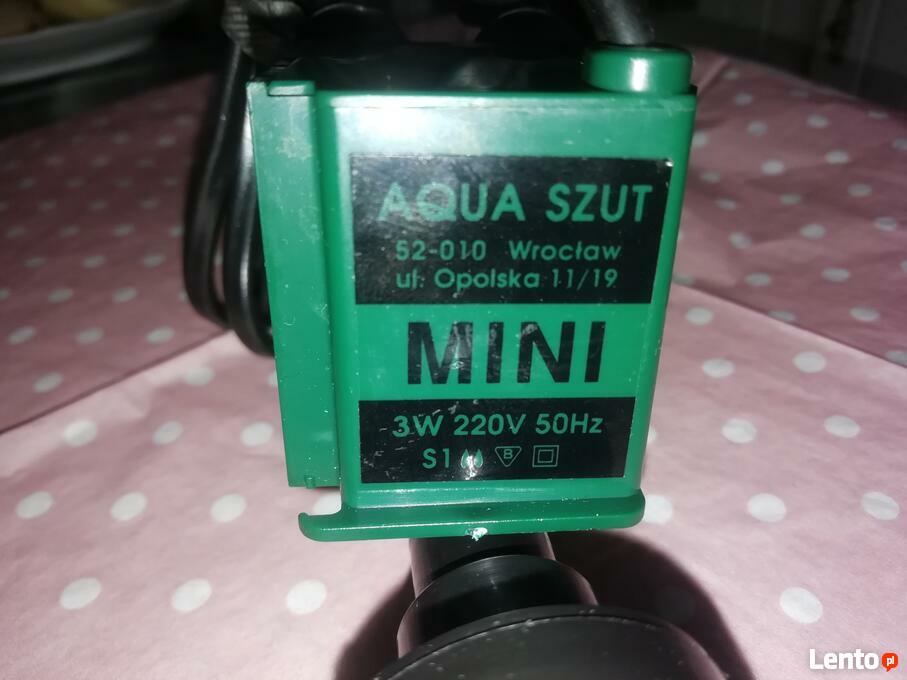 AQUA SZUT
52-010 Wrocław
ul. Opolska 11/19
MINI
3W 220V 50Hz
S1 B
Lento pl